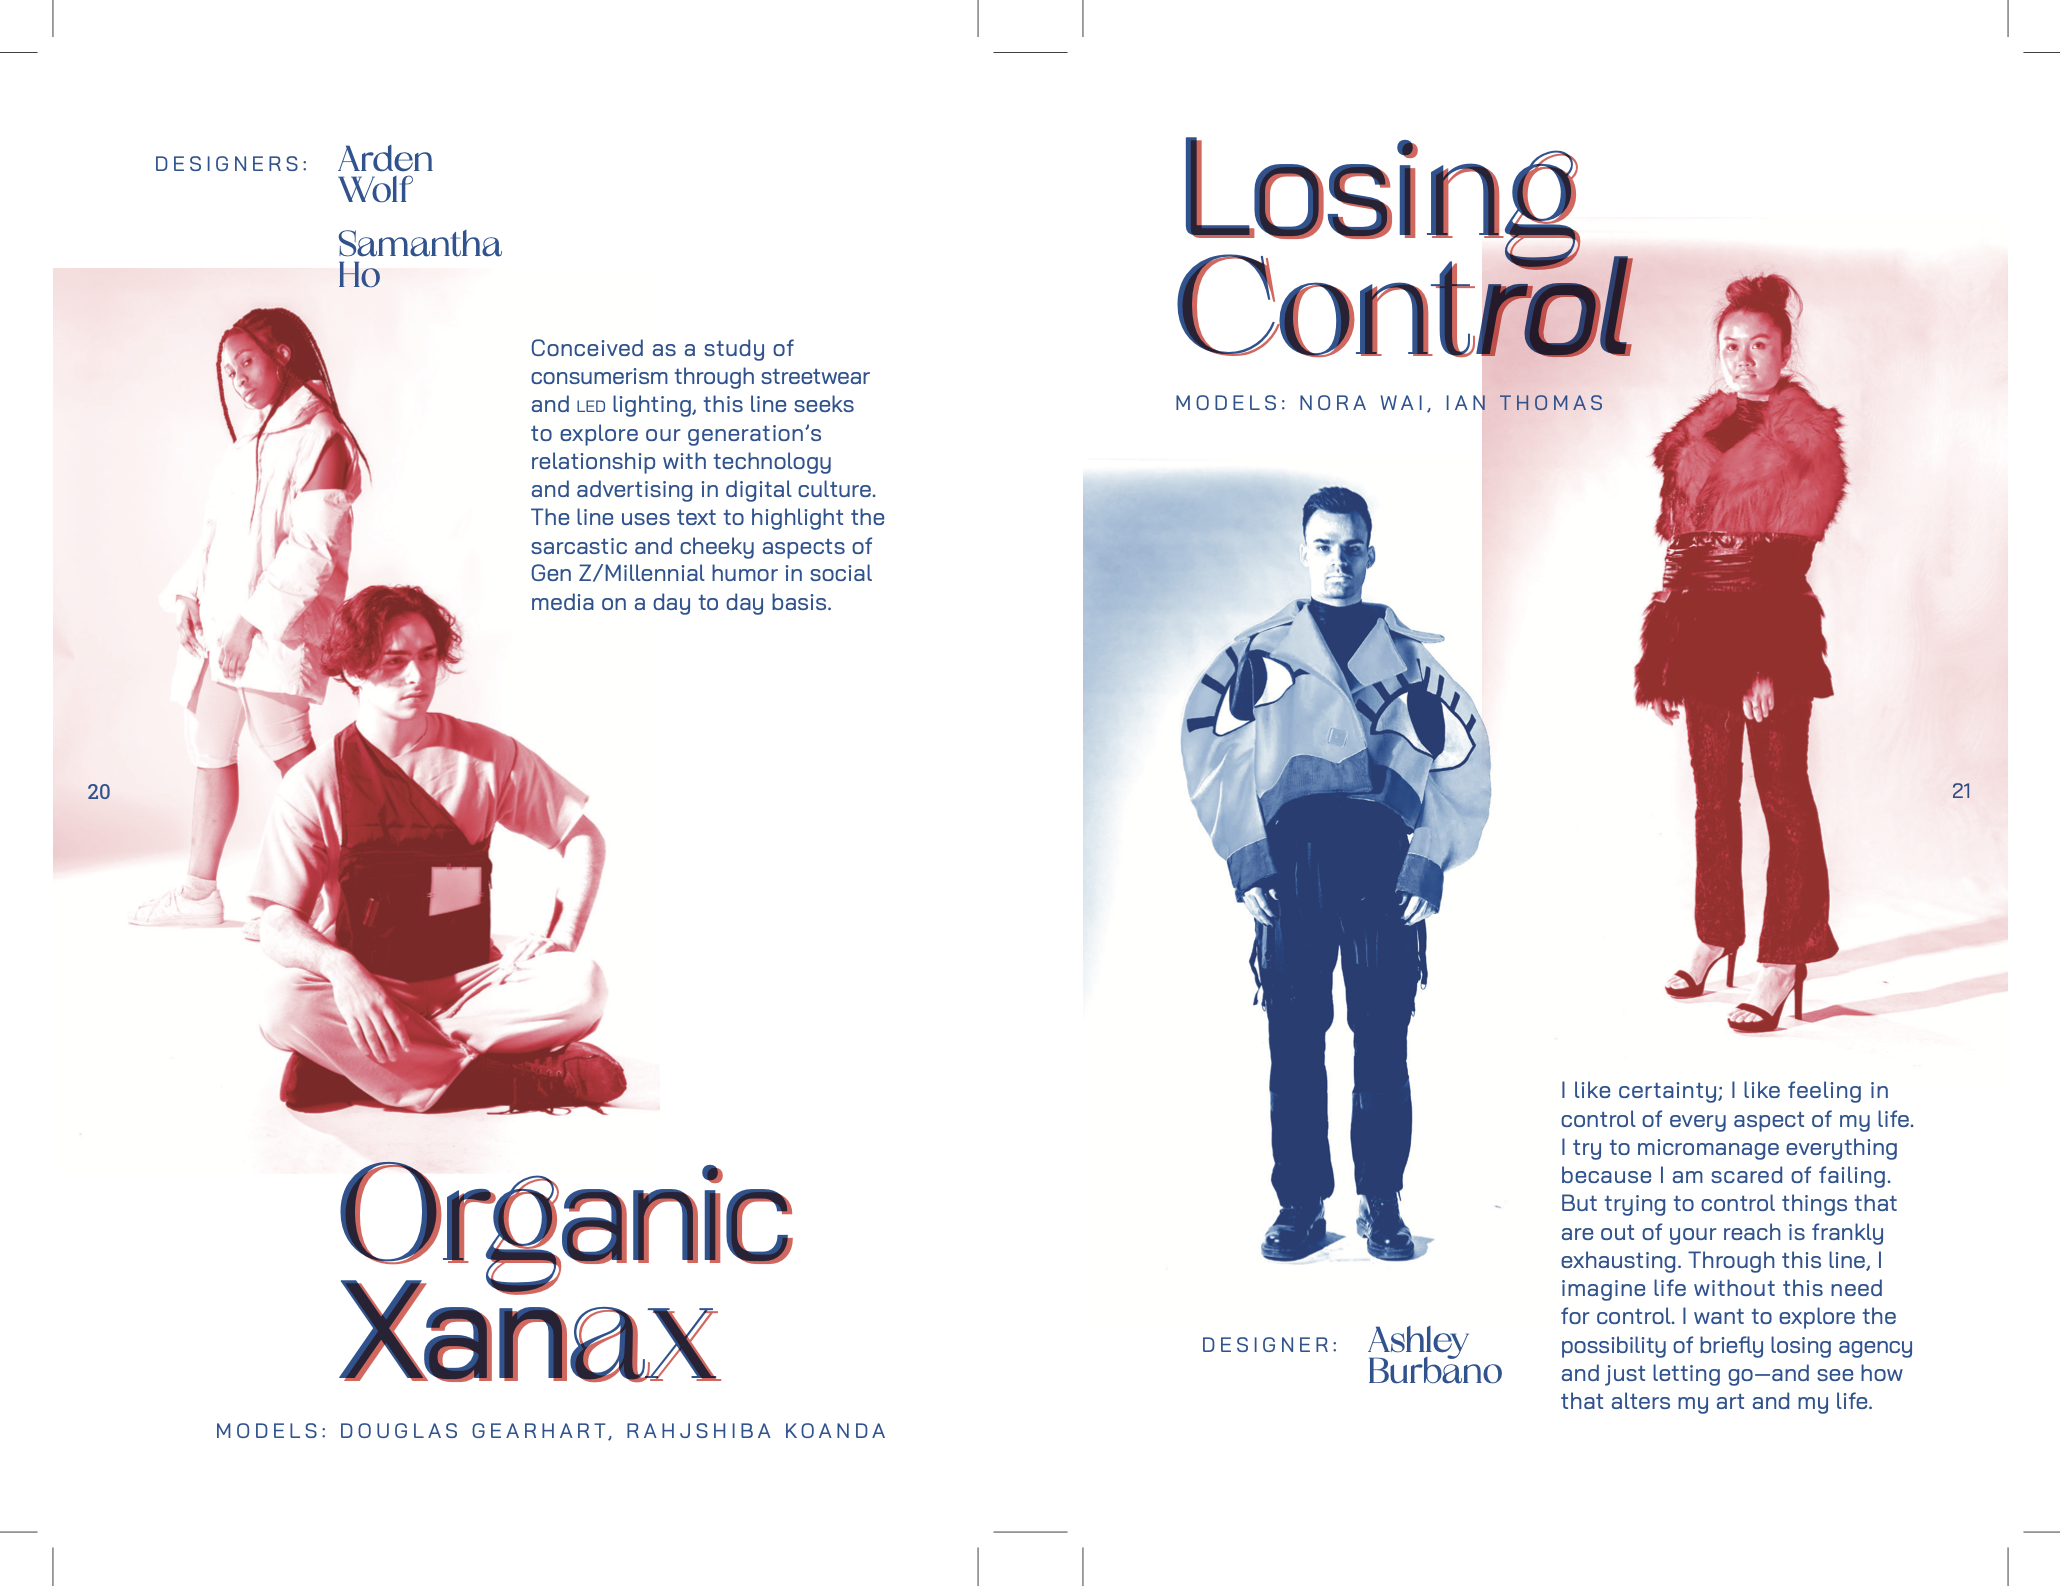 DESIGNERS:
Arden
Wolf
Samantha
Ho
Conceived as a study of
consumerism through streetwear
and LED lighting, this line seeks
to explore our generation’s
relationship with technology
and advertising in digital culture.
The line uses text to highlight the
sarcastic and cheeky aspects of
Gen Z/Millennial humor in social
media on a day to day basis.
20
Organic
Xanax
MODELS: DOUGLAS GEARHART, RAHJSHIBA KOANDA
Losing
Control
MODELS: NORA WAI, IAN THOMAS
21
I like certainty; I like feeling in
control of every aspect of my life.
I try to micromanage everything
because I am scared of failing.
But trying to control things that
are out of your reach is frankly
exhausting. Through this line, I
imagine life without this need
for control. I want to explore the
possibility of briefly losing agency
and just letting go—and see how
that alters my art and my life.
DESIGNER:
Ashley
Burbano